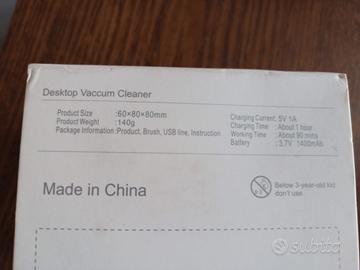 Desktop Vaccum Cleaner
Product Size :60×80×80mm
Product Weight :140g
Package Information :Product, Brush, USB line, Instruction
Charging Current: 5V 1A
Charging Time : About 1 hour
Working Time : About 90 mins
Battery : 3.7V 1400mAh
Made in China
Below 3-year-old kid
don't use.
subito